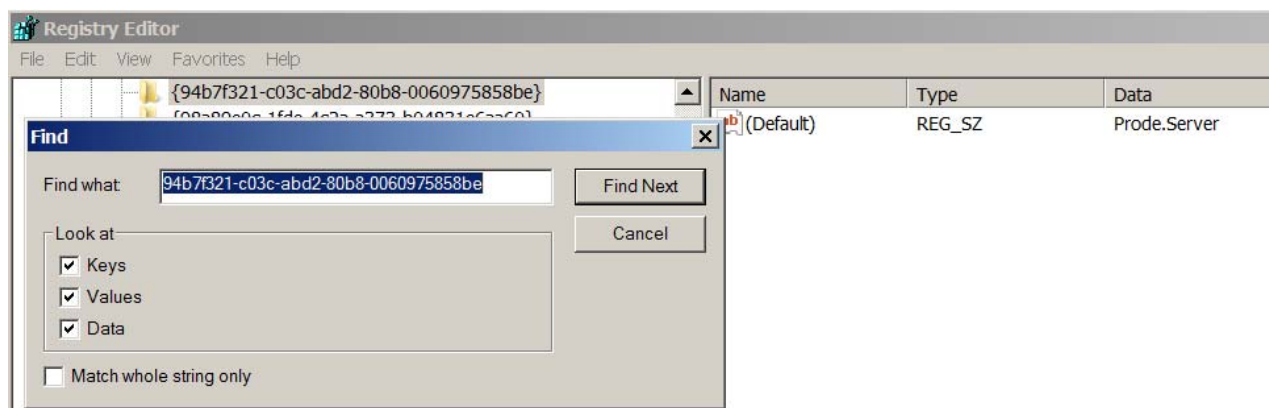 Registry Editor
File Edit View Favorites Help
{94b7f321-c03c-abd2-80b8-0060975858be}
Name Type Data
ab (Default) REG_SZ Prode.Server
Find
Find what: 94b7f321-c03c-abd2-80b8-0060975858be Find Next
Look at Cancel
Keys
Values
Data
Match whole string only